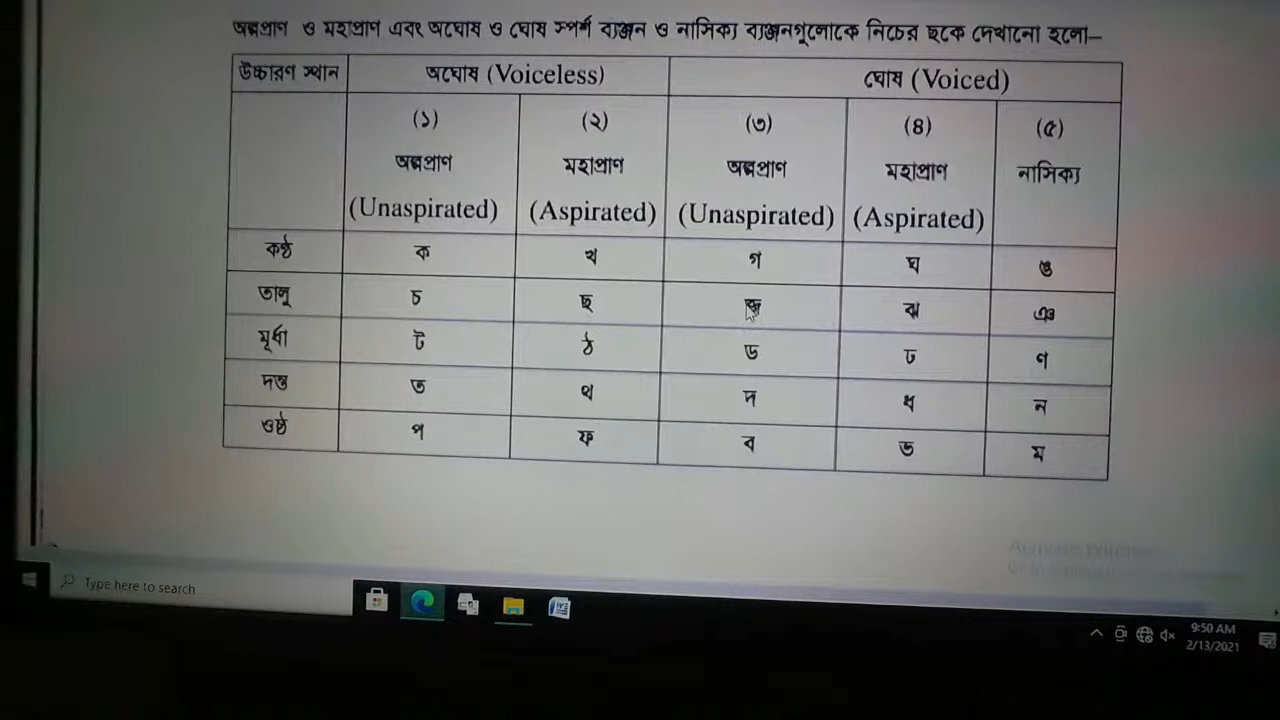 অল্পপ্রাণ ও মহাপ্রাণ এবং অঘোষ ও ঘোষ স্পর্শ ব্যঞ্জন ও নাসিক্য ব্যঞ্জনগুলোকে নিচের ছকে দেখানো হলো—
উচ্চারণ স্থান অঘোষ (Voiceless) ঘোষ (Voiced)
(১) (২) (৩) (৪) (৫)
অল্পপ্রাণ মহাপ্রাণ অল্পপ্রাণ মহাপ্রাণ নাসিক্য
(Unaspirated) (Aspirated) (Unaspirated) (Aspirated)
কণ্ঠ ক খ গ ঘ ঙ
তালু চ ছ জ ঝ ঞ
মূর্ধা ট ঠ ড ঢ ণ
দন্ত ত থ দ ধ ন
ওষ্ঠ প ফ ব ভ ম
Activate Windows
Type here to search
9:50 AM
2/13/2021